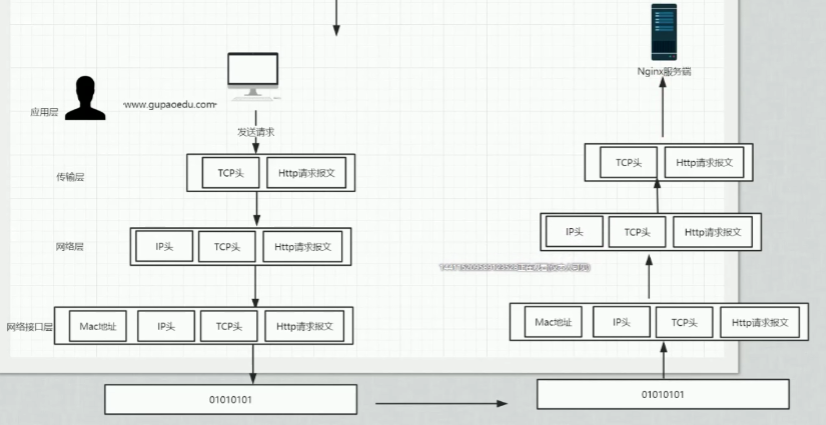 Nginx服务端
www.gupaoedu.com
应用层
发送请求
传输层
TCP头 Http请求报文
TCP头 Http请求报文
网络层
IP头 TCP头 Http请求报文
IP头 TCP头 Http请求报文
网络接口层
Mac地址 IP头 TCP头 Http请求报文
Mac地址 IP头 TCP头 Http请求报文
01010101
01010101